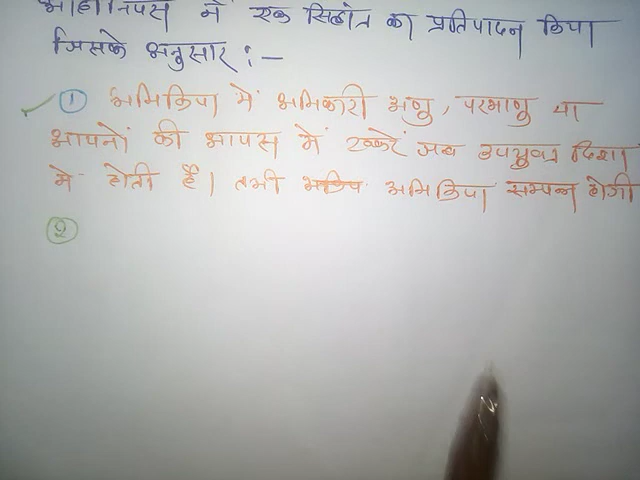 आर्हीनियस ने एक सिद्धांत का प्रतिपादन किया
जिसके अनुसार :-
① अभिक्रिया में अभिकारी अणु, परमाणु या
आयनों की आपस में टक्करें जब उपयुक्त दिशा
मे होती हैं। तभी अभिक्रिया सम्पन्न होगी
②